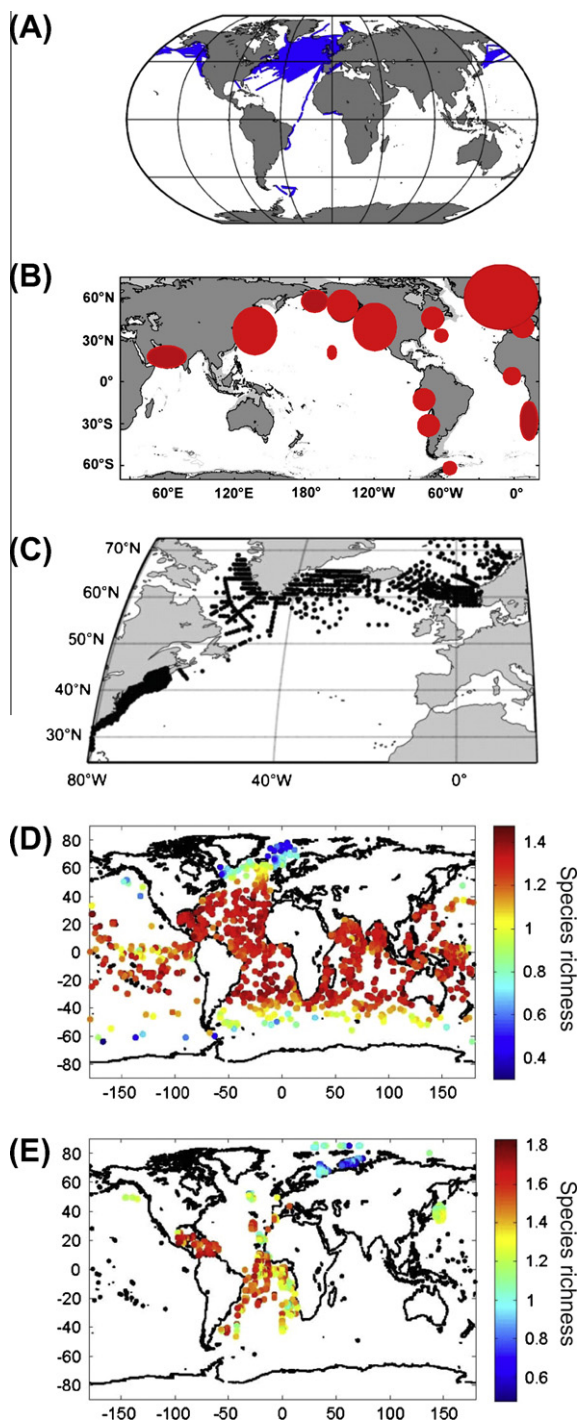 (A)
(B)
60°N
30°N
0°
30°S
60°S
60°E 120°E 180° 120°W 60°W 0°
(C)
70°N
60°N
50°N
40°N
30°N
80°W 40°W 0°
(D)
80
60
40
20
0
-20
-40
-60
-80
-150 -100 -50 0 50 100 150
1.4
1.2
1
0.8
0.6
0.4
Species richness
(E)
80
60
40
20
0
-20
-40
-60
-80
-150 -100 -50 0 50 100 150
1.8
1.6
1.4
1.2
1
0.8
0.6
Species richness